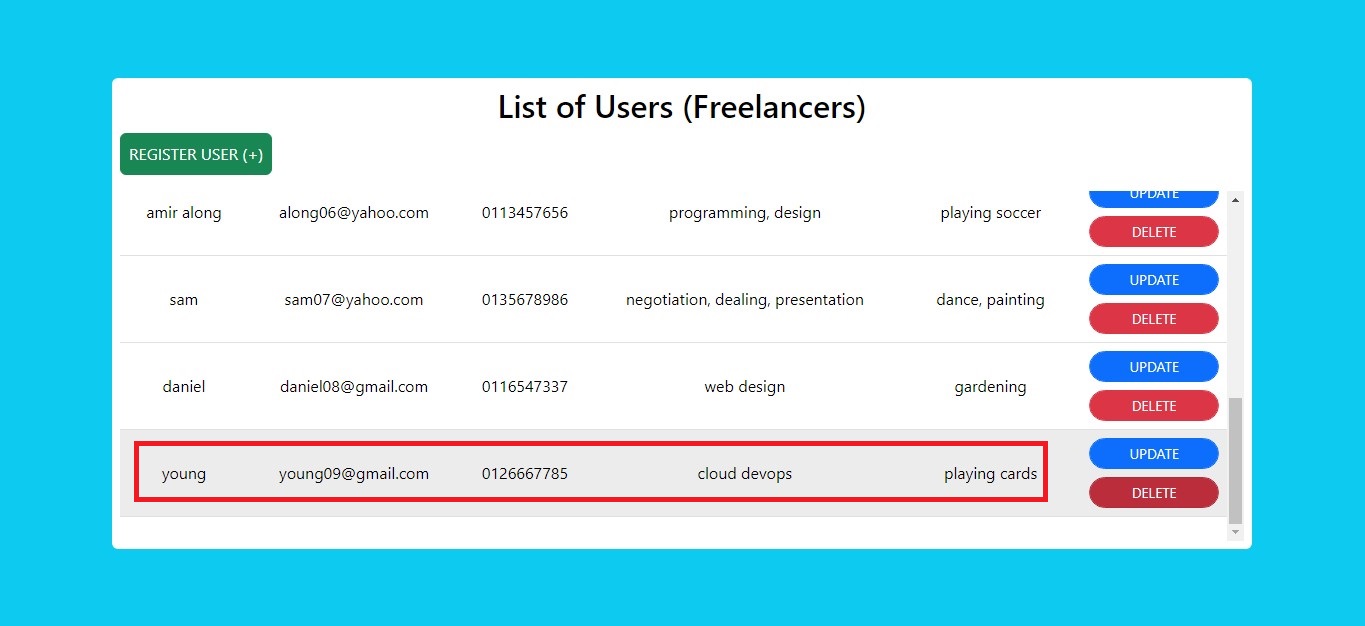 List of Users (Freelancers)
REGISTER USER (+)
UPDATE
amir along along06@yahoo.com 0113457656 programming, design playing soccer
DELETE
UPDATE
sam sam07@yahoo.com 0135678986 negotiation, dealing, presentation dance, painting
DELETE
UPDATE
daniel daniel08@gmail.com 0116547337 web design gardening
DELETE
UPDATE
young young09@gmail.com 0126667785 cloud devops playing cards
DELETE